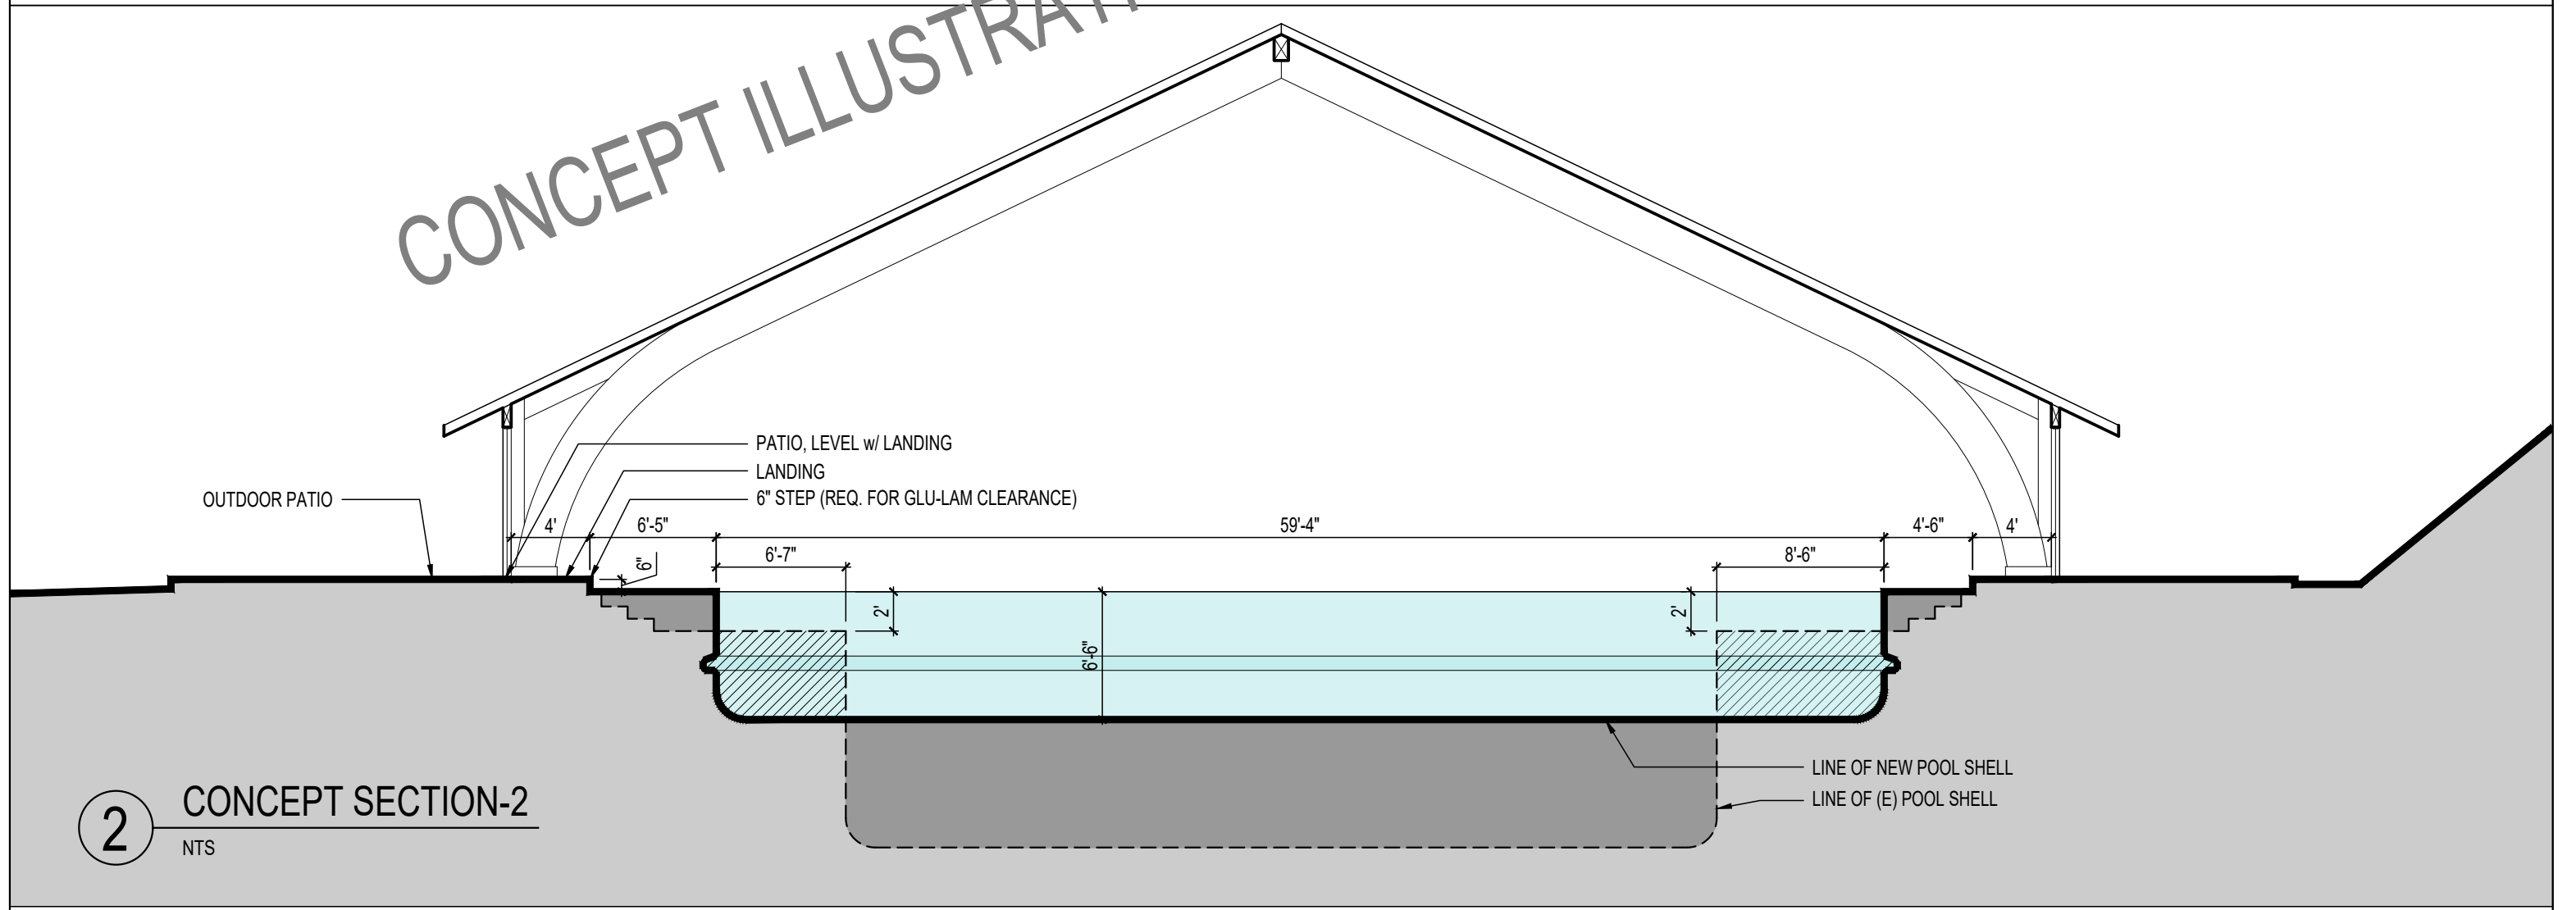 CONCEPT ILLUSTRATI
PATIO, LEVEL w/ LANDING
LANDING
6" STEP (REQ. FOR GLU-LAM CLEARANCE)
OUTDOOR PATIO
4'
6'-5"
59'-4"
4'-6"
4'
6'-7"
8'-6"
6"
2'
2'
6'-6"
LINE OF NEW POOL SHELL
LINE OF (E) POOL SHELL
2
CONCEPT SECTION-2
NTS